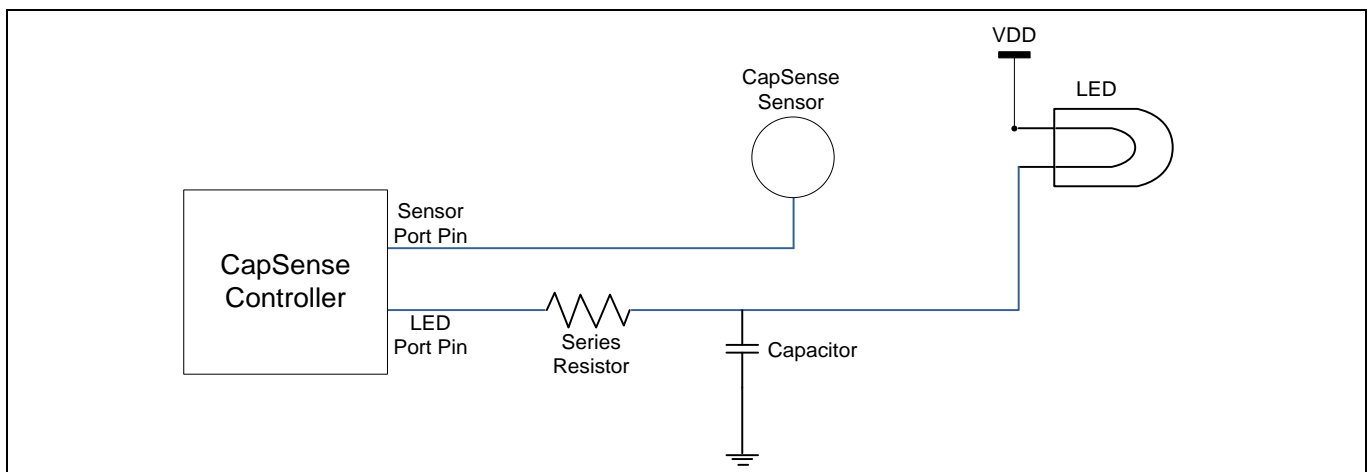 VDD
CapSense
Sensor
LED
Sensor
Port Pin
CapSense
Controller
LED
Port Pin
Series
Resistor
Capacitor